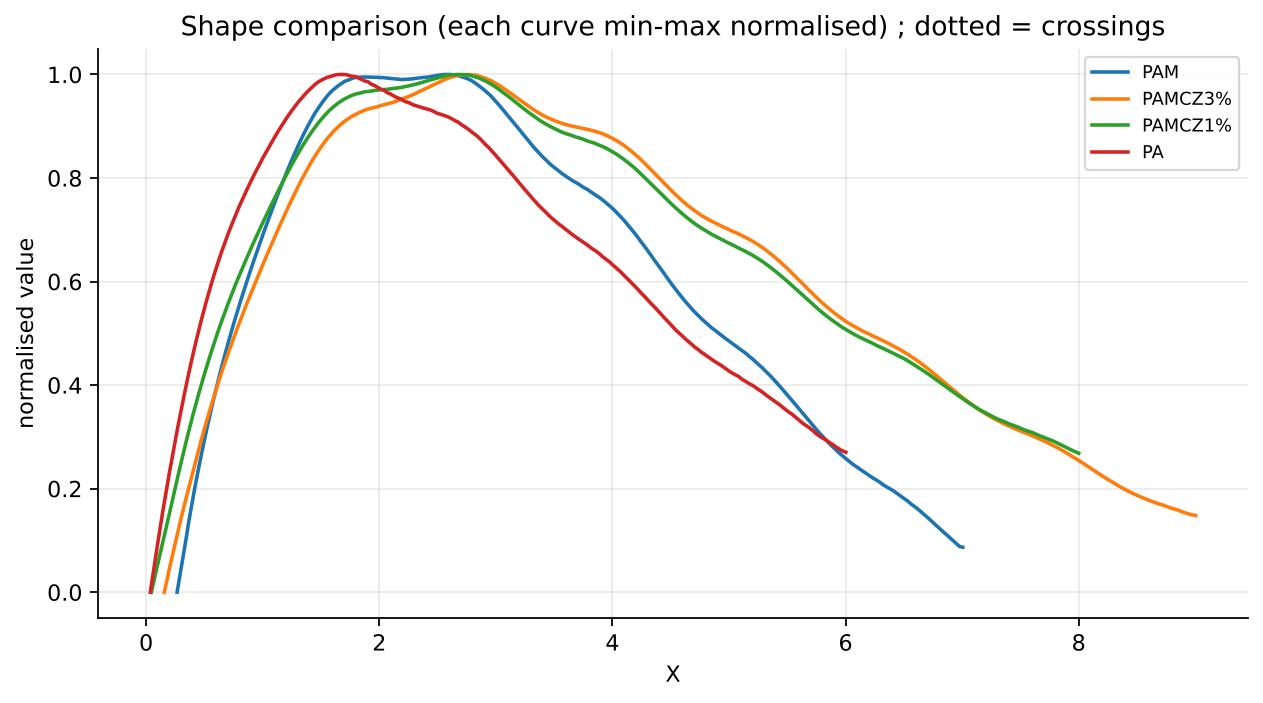 Shape comparison (each curve min-max normalised) ; dotted = crossings
PAM
PAMCZ3%
PAMCZ1%
PA
normalised value
1.0
0.8
0.6
0.4
0.2
0.0
0 2 4 6 8
X